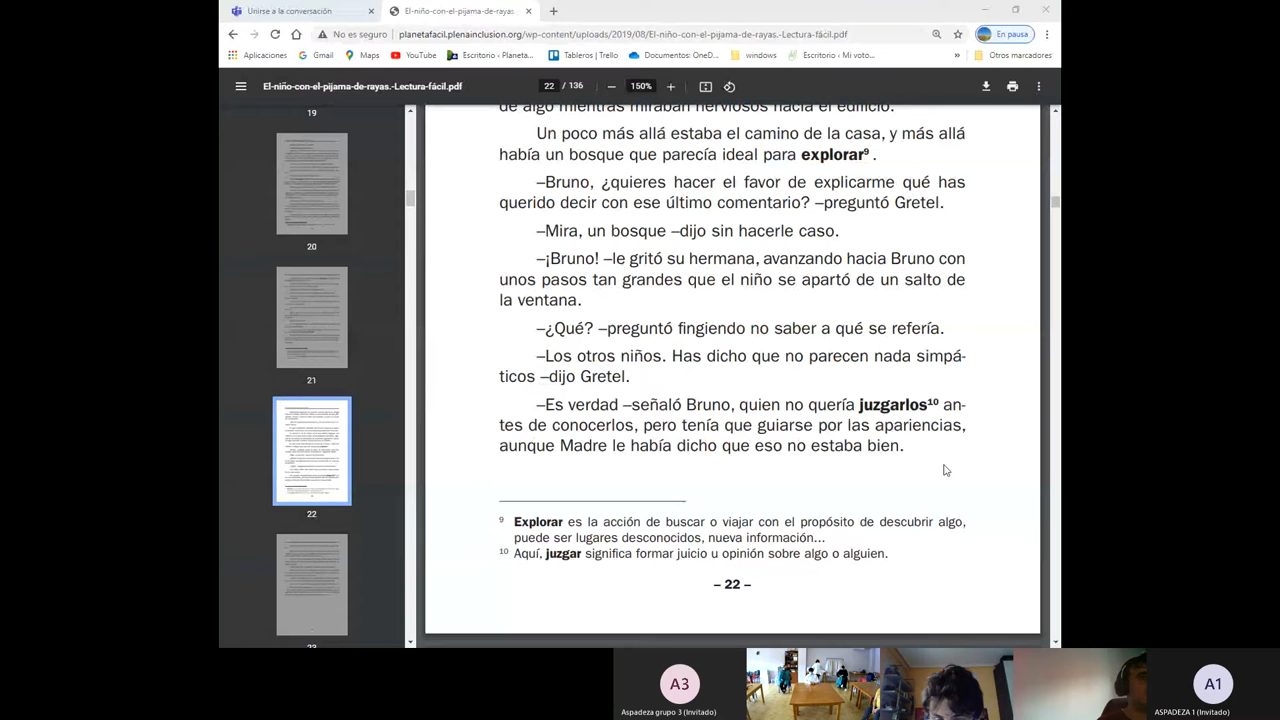 Unirse a la conversación
El-niño-con-el-pijama-de-rayas.
No es seguro
planetafacil.plenainclusion.org/wp-content/uploads/2019/08/El-niño-con-el-pijama-de-rayas.-Lectura-fácil.pdf
En pausa
Aplicaciones
Gmail
Maps
YouTube
Escritorio ‹ Planeta...
Tableros | Trello
Documentos: OneD...
windows
Escritorio ‹ Mi voto...
Otros marcadores
El-niño-con-el-pijama-de-rayas.-Lectura-fácil.pdf
22 / 136
150%
19
20
21
22
de algo mientras miraban nerviosos hacia el edificio.
Un poco más allá estaba el camino de la casa, y más allá
había un bosque que parecía ideal para explorar⁹ .
–Bruno, ¿quieres hacer el favor de explicarme qué has
querido decir con ese último comentario? –preguntó Gretel.
–Mira, un bosque –dijo sin hacerle caso.
–¡Bruno! –le gritó su hermana, avanzando hacia Bruno con
unos pasos tan grandes que el niño se apartó de un salto de
la ventana.
–¿Qué? –preguntó fingiendo no saber a qué se refería.
–Los otros niños. Has dicho que no parecen nada simpá-
ticos –dijo Gretel.
–Es verdad –señaló Bruno, quien no quería juzgarlos¹⁰ an-
tes de conocerlos, pero tenía que guiarse por las apariencias,
aunque madre le había dicho que eso no estaba bien.
⁹ Explorar es la acción de buscar o viajar con el propósito de descubrir algo,
puede ser lugares desconocidos, nueva información...
¹⁰ Aquí, juzgar significa formar juicio u opinión sobre algo o alguien.
– 22 –
A3
Aspadeza grupo 3 (Invitado)
A1
ASPADEZA 1 (Invitado)